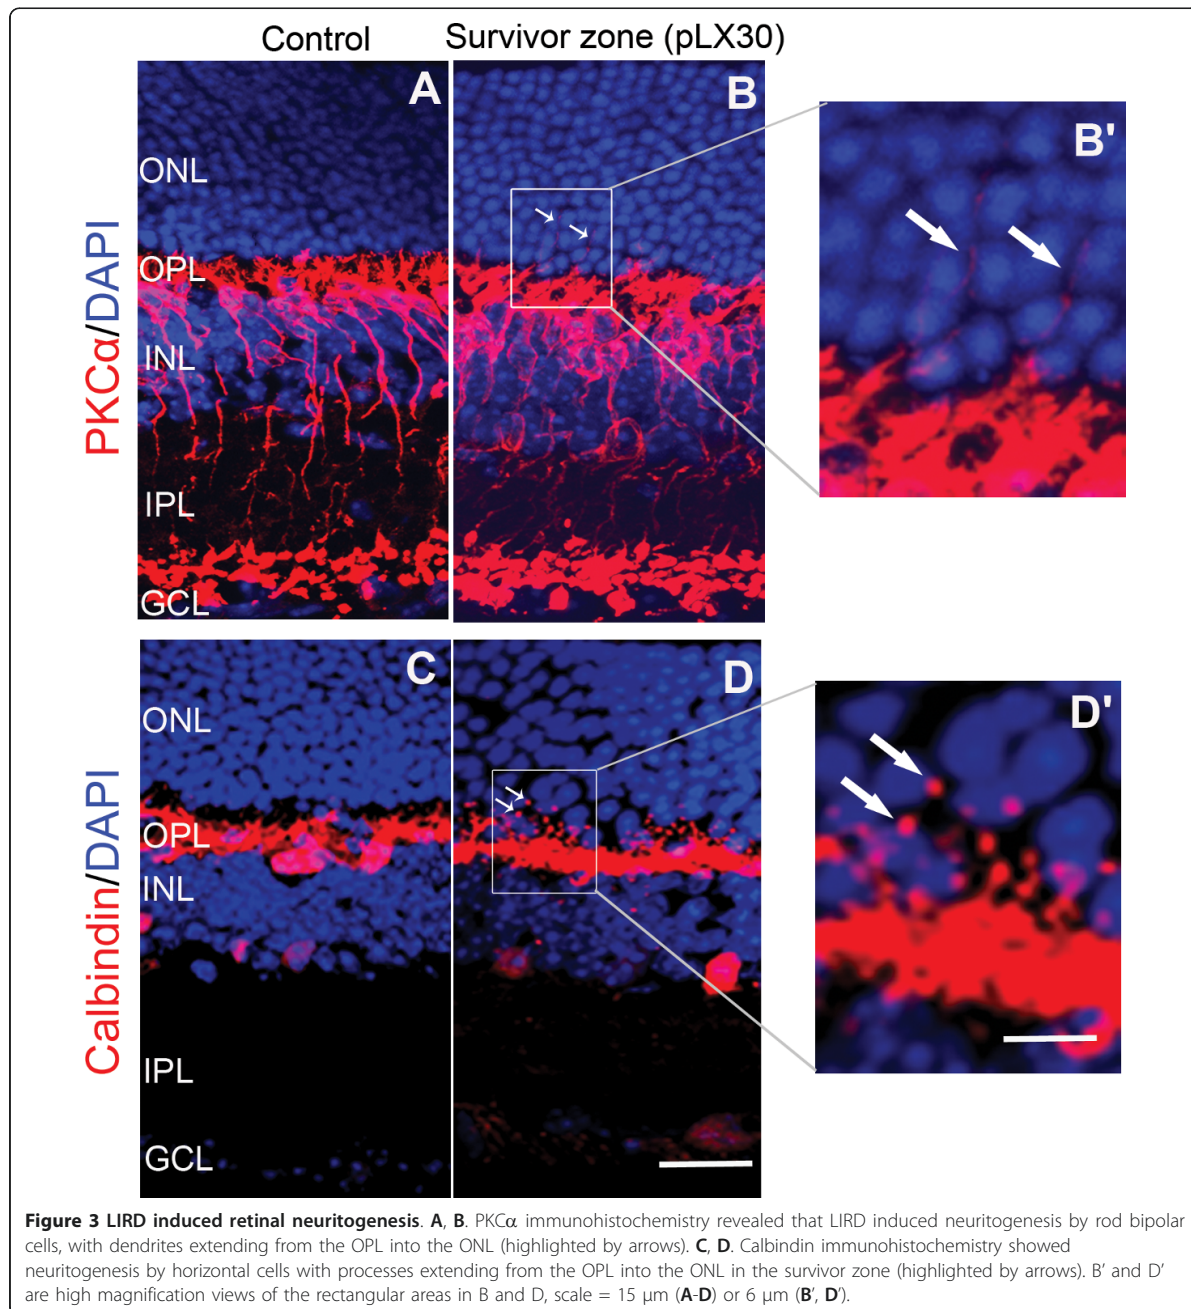 Control
Survivor zone (pLX30)
A
B
B'
ONL
OPL
INL
IPL
GCL
PKCα/DAPI
C
D
D'
ONL
OPL
INL
IPL
GCL
Calbindin/DAPI
Figure 3 LIRD induced retinal neuritogenesis. A, B. PKCα immunohistochemistry revealed that LIRD induced neuritogenesis by rod bipolar
cells, with dendrites extending from the OPL into the ONL (highlighted by arrows). C, D. Calbindin immunohistochemistry showed
neuritogenesis by horizontal cells with processes extending from the OPL into the ONL in the survivor zone (highlighted by arrows). B′ and D′
are high magnification views of the rectangular areas in B and D, scale = 15 μm (A-D) or 6 μm (B′, D′).